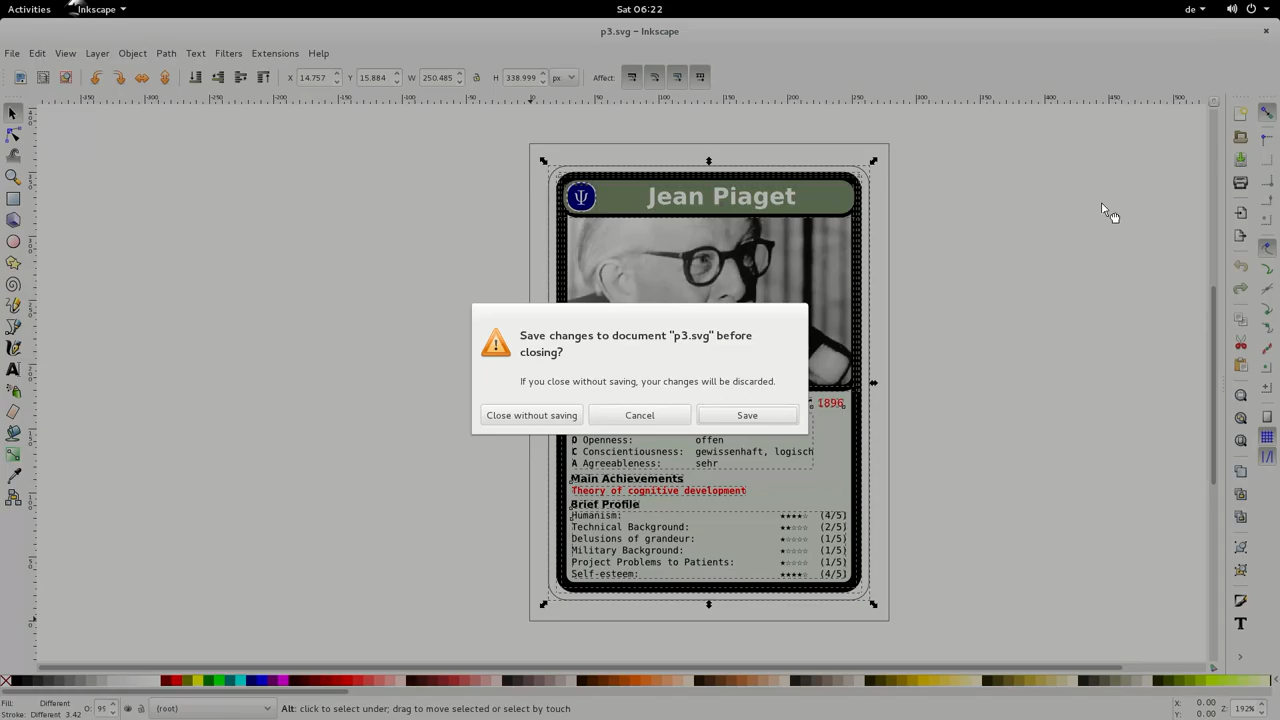 Activities Inkscape Sat 06:22 de
p3.svg – Inkscape
File Edit View Layer Object Path Text Filters Extensions Help
X 14.757 Y 15.884 W 250.485 H 338.999 px Affect:
Ψ Jean Piaget
Save changes to document "p3.svg" before
closing?
If you close without saving, your changes will be discarded.
Close without saving Cancel Save
1896
O Openness: offen
C Conscientiousness: gewissenhaft, logisch
A Agreeableness: sehr
Main Achievements
Theory of cognitive development
Brief Profile
Humanism: ★★★★☆ (4/5)
Technical Background: ★★☆☆☆ (2/5)
Delusions of grandeur: ★☆☆☆☆ (1/5)
Military Background: ★☆☆☆☆ (1/5)
Project Problems to Patients: ★☆☆☆☆ (1/5)
Self-esteem: ★★★★☆ (4/5)
Fill: Different
Stroke: Different 3.42
O: 99 (root) Alt: click to select under; drag to move selected or select by touch
X: 0.00
Y: 0.00
Z: 192%